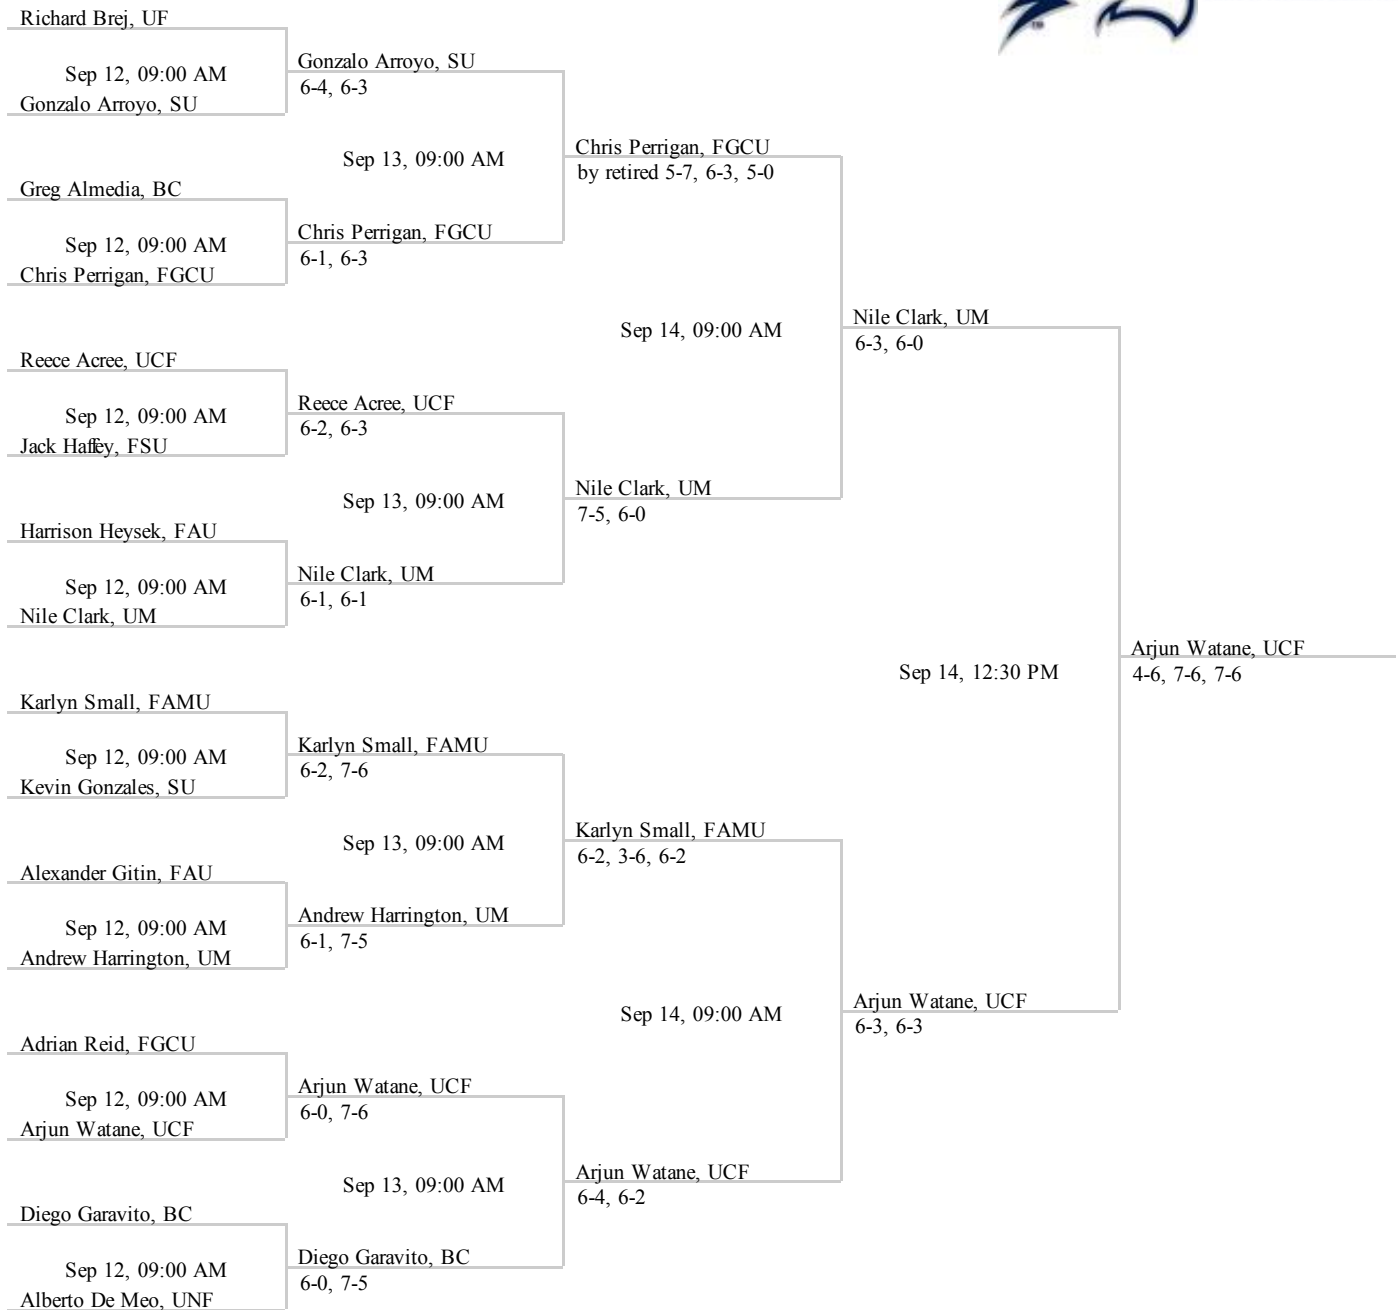 Richard Brej, UF
Sep 12, 09:00 AM
Gonzalo Arroyo, SU
Greg Almedia, BC
Sep 12, 09:00 AM
Chris Perrigan, FGCU
Reece Acree, UCF
Sep 12, 09:00 AM
Jack Haffey, FSU
Harrison Heysek, FAU
Sep 12, 09:00 AM
Nile Clark, UM
Karlyn Small, FAMU
Sep 12, 09:00 AM
Kevin Gonzales, SU
Alexander Gitin, FAU
Sep 12, 09:00 AM
Andrew Harrington, UM
Adrian Reid, FGCU
Sep 12, 09:00 AM
Arjun Watane, UCF
Diego Garavito, BC
Sep 12, 09:00 AM
Alberto De Meo, UNF
Gonzalo Arroyo, SU
6-4, 6-3
Sep 13, 09:00 AM
Chris Perrigan, FGCU
6-1, 6-3
Reece Acree, UCF
6-2, 6-3
Sep 13, 09:00 AM
Nile Clark, UM
6-1, 6-1
Karlyn Small, FAMU
6-2, 7-6
Sep 13, 09:00 AM
Andrew Harrington, UM
6-1, 7-5
Arjun Watane, UCF
6-0, 7-6
Sep 13, 09:00 AM
Diego Garavito, BC
6-0, 7-5
Chris Perrigan, FGCU
by retired 5-7, 6-3, 5-0
Sep 14, 09:00 AM
Nile Clark, UM
7-5, 6-0
Karlyn Small, FAMU
6-2, 3-6, 6-2
Sep 14, 09:00 AM
Arjun Watane, UCF
6-4, 6-2
Nile Clark, UM
6-3, 6-0
Sep 14, 12:30 PM
Arjun Watane, UCF
6-3, 6-3
Arjun Watane, UCF
4-6, 7-6, 7-6